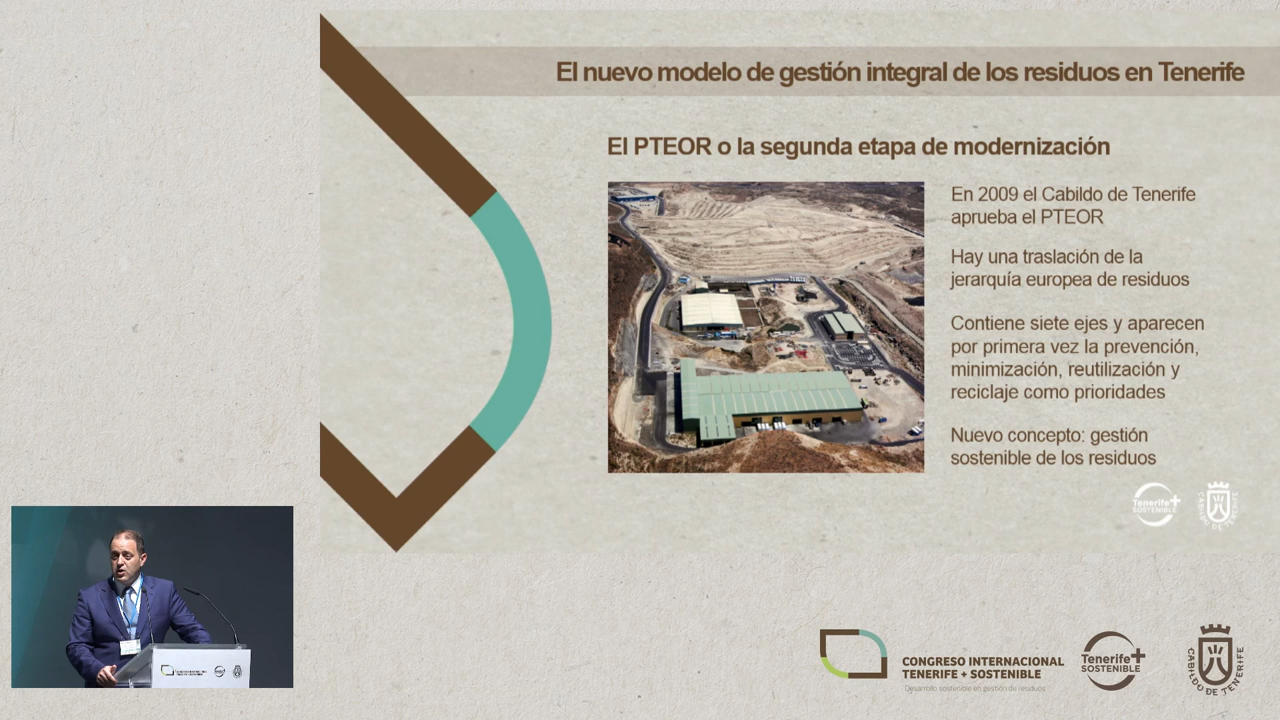 El nuevo modelo de gestión integral de los residuos en Tenerife
El PTEOR o la segunda etapa de modernización
En 2009 el Cabildo de Tenerife
aprueba el PTEOR
Hay una traslación de la
jerarquía europea de residuos
Contiene siete ejes y aparecen
por primera vez la prevención,
minimización, reutilización y
reciclaje como prioridades
Nuevo concepto: gestión
sostenible de los residuos
Tenerife+
SOSTENIBLE
CABILDO DE TENERIFE
CONGRESO INTERNACIONAL
TENERIFE + SOSTENIBLE
Desarrollo sostenible en gestión de residuos
Tenerife+
SOSTENIBLE
CABILDO DE TENERIFE